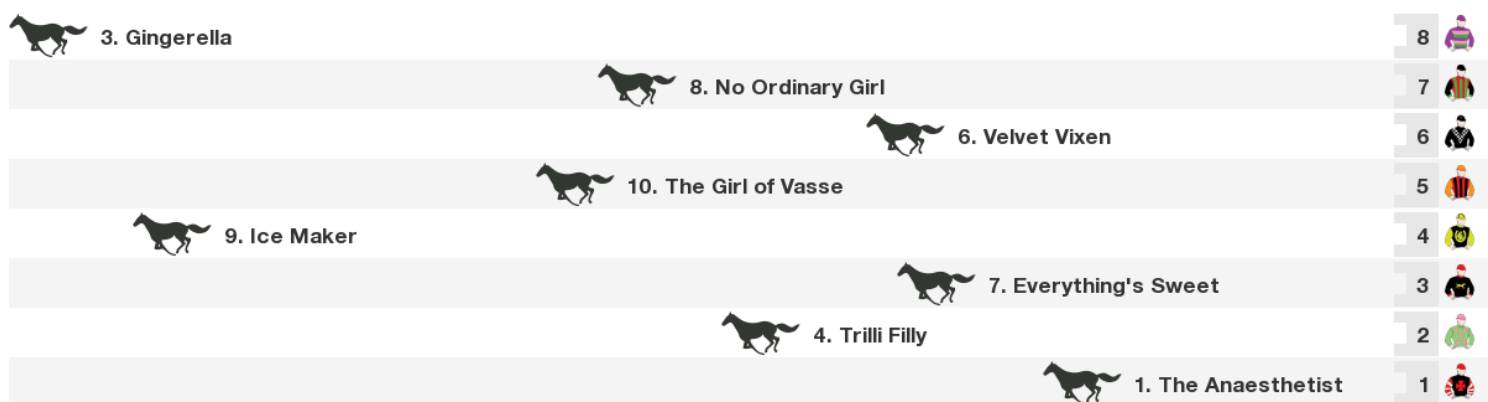 3. Gingerella 8
8. No Ordinary Girl 7
6. Velvet Vixen 6
10. The Girl of Vasse 5
9. Ice Maker 4
7. Everything's Sweet 3
4. Trilli Filly 2
1. The Anaesthetist 1